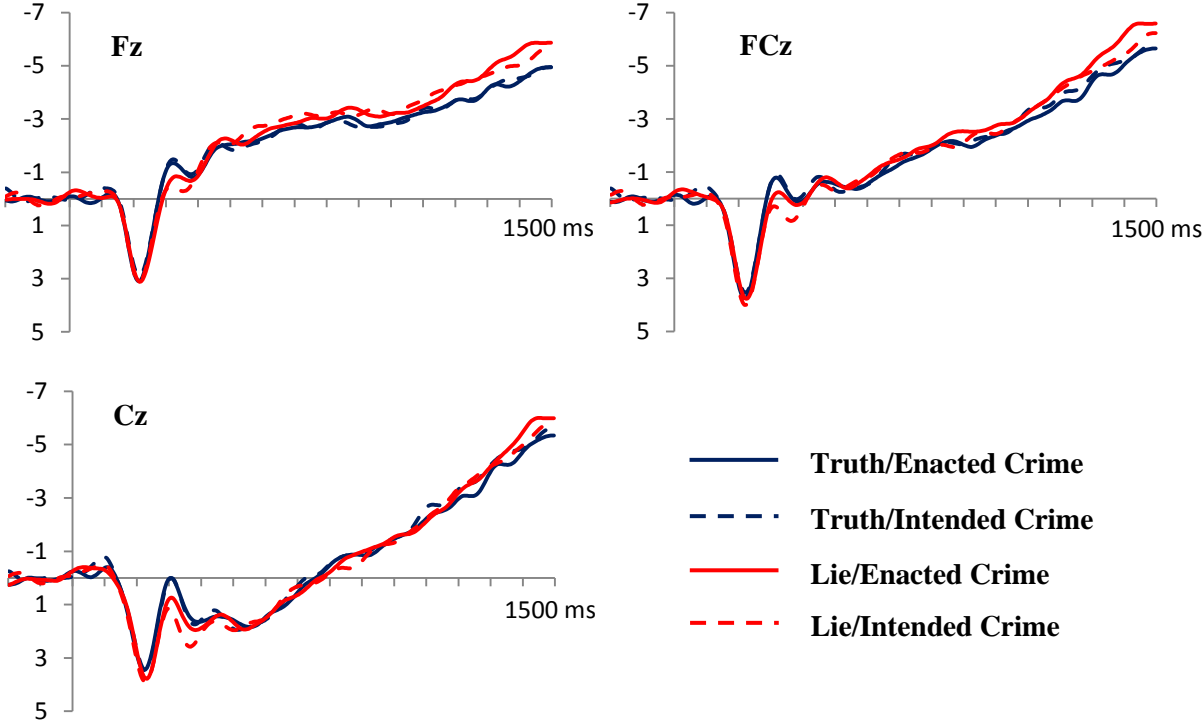 -7
-5
-3
-1
1
3
5
Fz
1500 ms
-7
-5
-3
-1
1
3
5
FCz
1500 ms
-7
-5
-3
-1
1
3
5
Cz
1500 ms
Truth/Enacted Crime
Truth/Intended Crime
Lie/Enacted Crime
Lie/Intended Crime